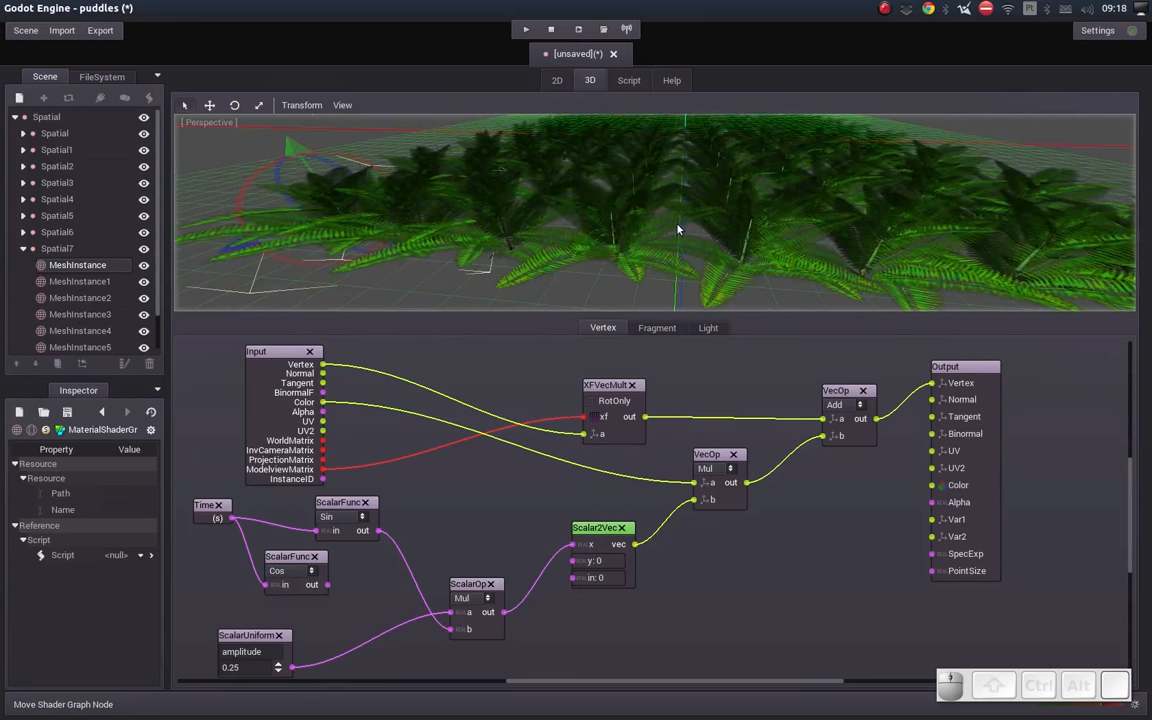 Godot Engine - puddles (*)
Pt
09:18
Scene Import Export
Settings
[unsaved](*)
Scene FileSystem
2D 3D Script Help
Transform View
[ Perspective ]
Spatial
Spatial
Spatial1
Spatial2
Spatial3
Spatial4
Spatial5
Spatial6
Spatial7
MeshInstance
MeshInstance1
MeshInstance2
MeshInstance3
MeshInstance4
MeshInstance5
Inspector
MaterialShaderGr
Property Value
Resource
Resource
Path
Name
Reference
Script
Script <null>
Vertex Fragment Light
Input
Vertex
Normal
Tangent
BinormalF
Color
Alpha
UV
UV2
WorldMatrix
InvCameraMatrix
ProjectionMatrix
ModelviewMatrix
InstanceID
XFVecMult
RotOnly
xf out
a
VecOp
Add
a out
b
VecOp
Mul
a out
b
Output
Vertex
Normal
Tangent
Binormal
UV
UV2
Color
Alpha
Var1
Var2
SpecExp
PointSize
Time
(s)
ScalarFunc
Sin
in out
ScalarFunc
Cos
in out
ScalarOp
Mul
a out
b
Scalar2Vec
x vec
y: 0
in: 0
ScalarUniform
amplitude
0.25
Ctrl Alt
Move Shader Graph Node